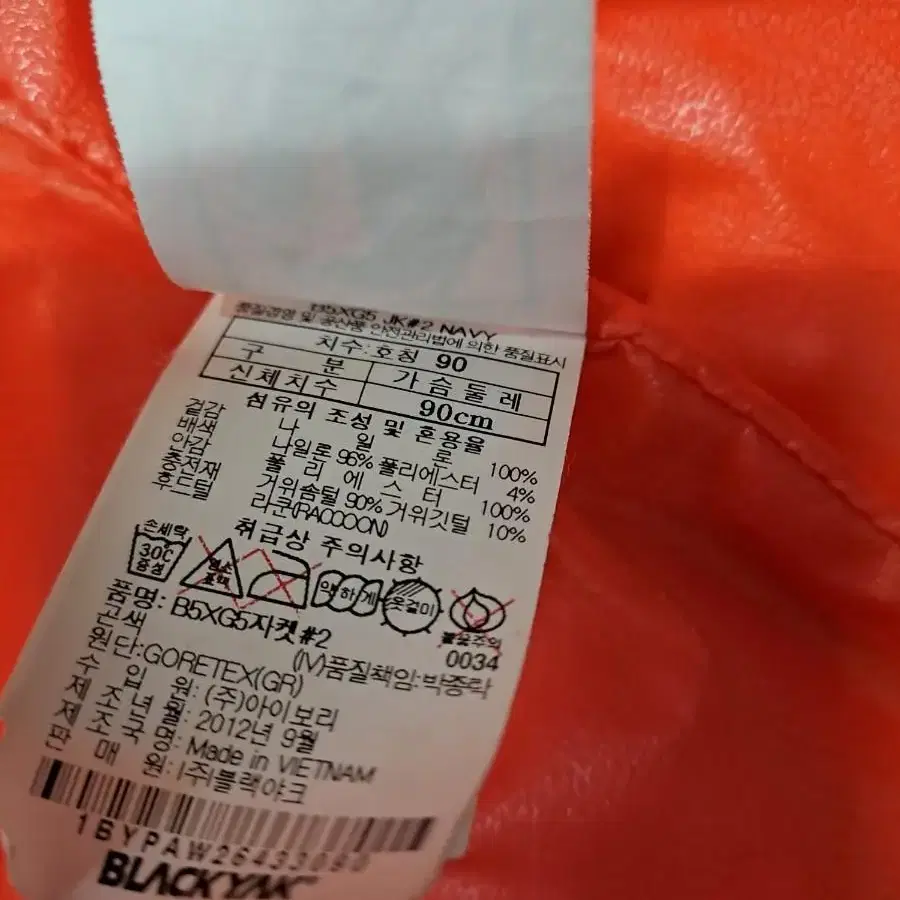 B5XG5 JK#2 NAVY
품질경영 및 공산품 안전관리법에 의한 품질표시
치수:호칭 90
구 분 가슴둘레
신체치수 90cm
섬유의 조성 및 혼용율
겉감 나 일 론 100%
배색 나일론 96% 폴리에스터 4%
안감 폴 리 에 스 터 100%
충전재 거위솜털 90% 거위깃털 10%
후드털 라쿤(RACCOON)
취급상 주의사항
손세탁
30C
중성
염소
표백
약하게
옷걸이
불꽃주의
품명: B5XG5자켓#2 0034
곤색 (IV)품질책임:박종락
원단:GORETEX(GR)
수 입 원: (주)아이보리
제조년월: 2012년 9월
제조국명: Made in VIETNAM
판 매 원: (주)블랙야크
1BYPAW26433090
BLACKYAK